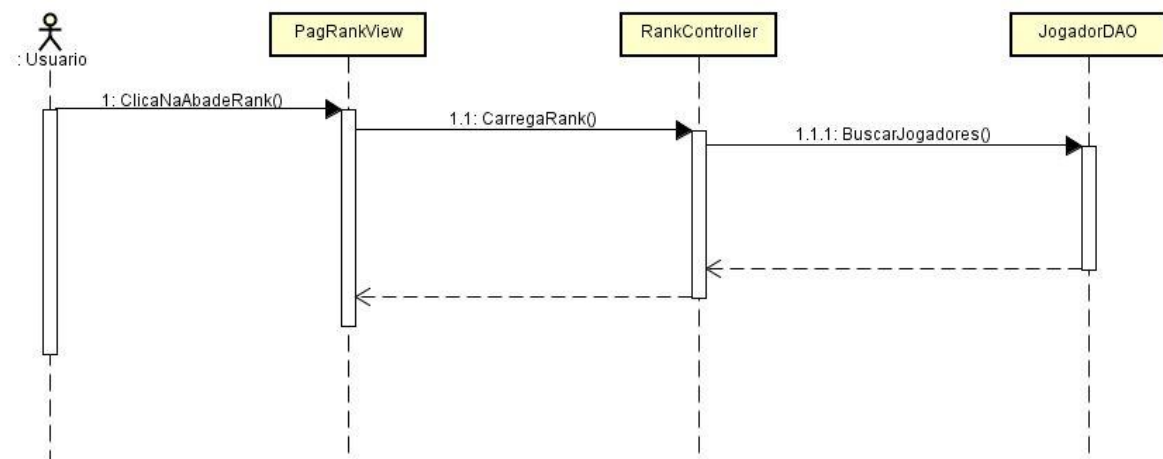 PagRankView
RankController
JogadorDAO
: Usuario
1: ClicaNaAbadeRank()
1.1: CarregaRank()
1.1.1: BuscarJogadores()